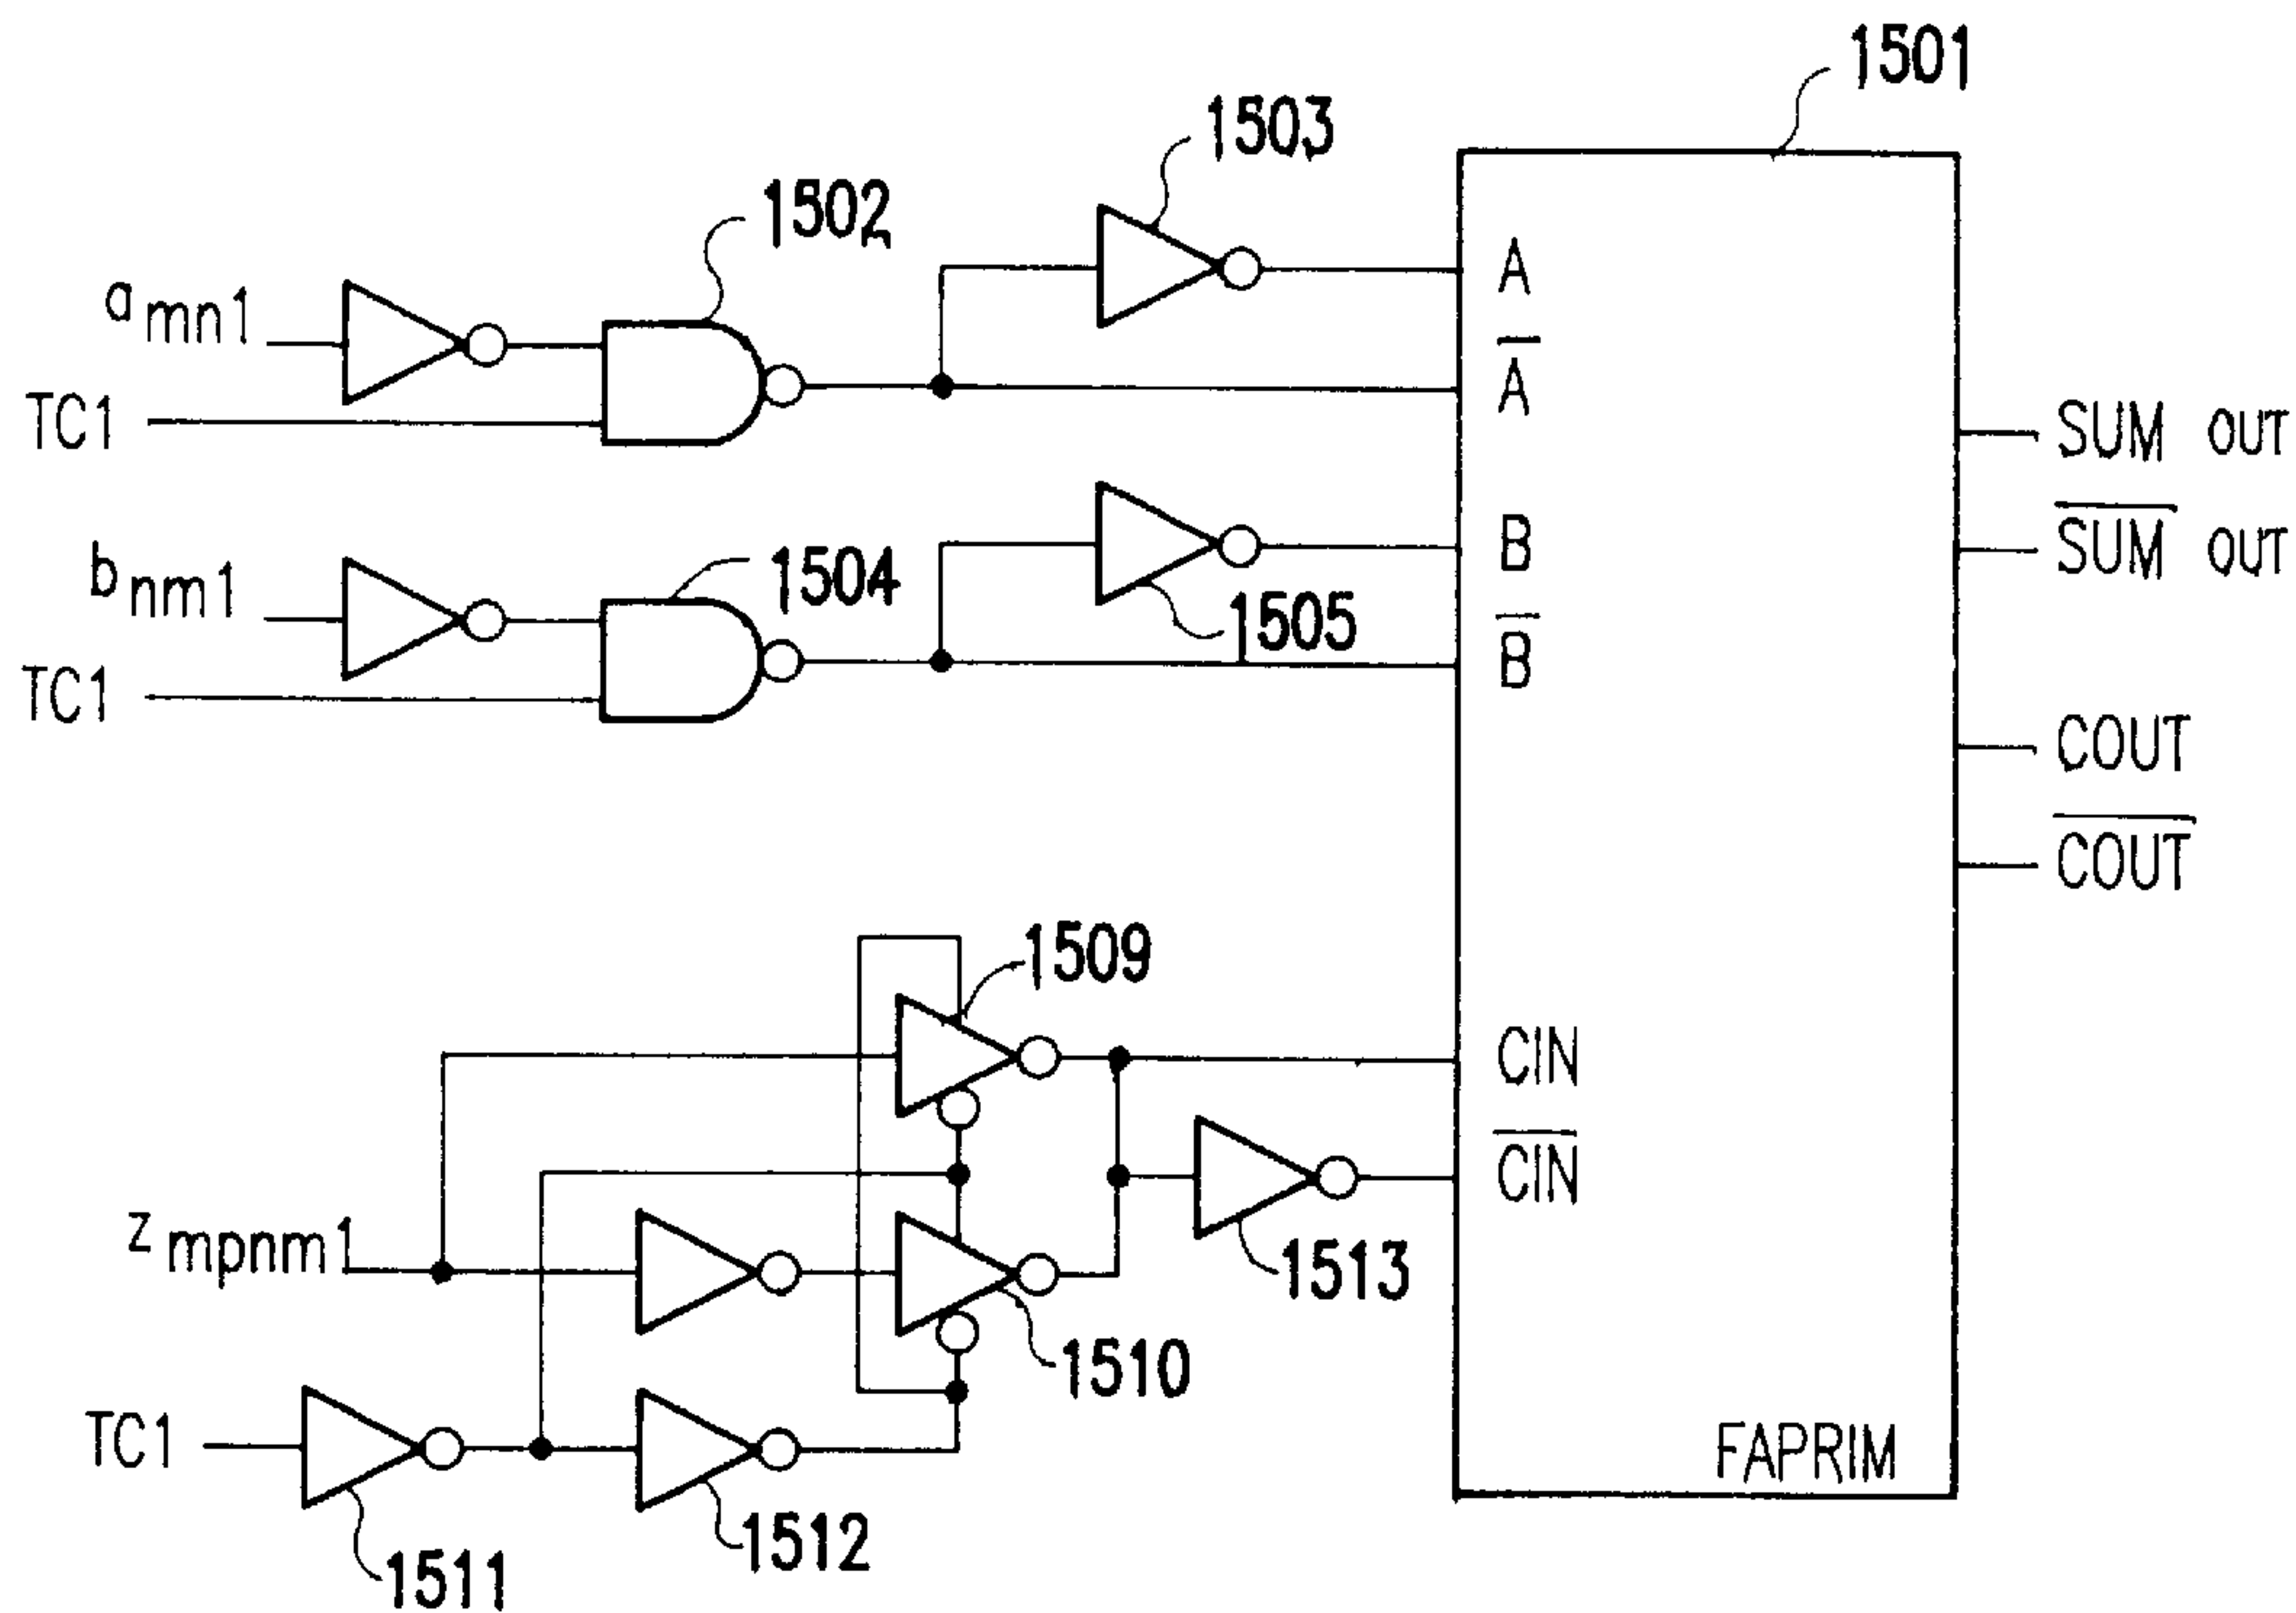 1501
1503
1502
a mn1
A
TC1
A
SUM OUT
b nm1
1504
B
SUM OUT
1505
B
TC1
COUT
COUT
1509
CIN
CIN
z mpnm1
1513
1510
TC1
FAPRIM
1512
1511